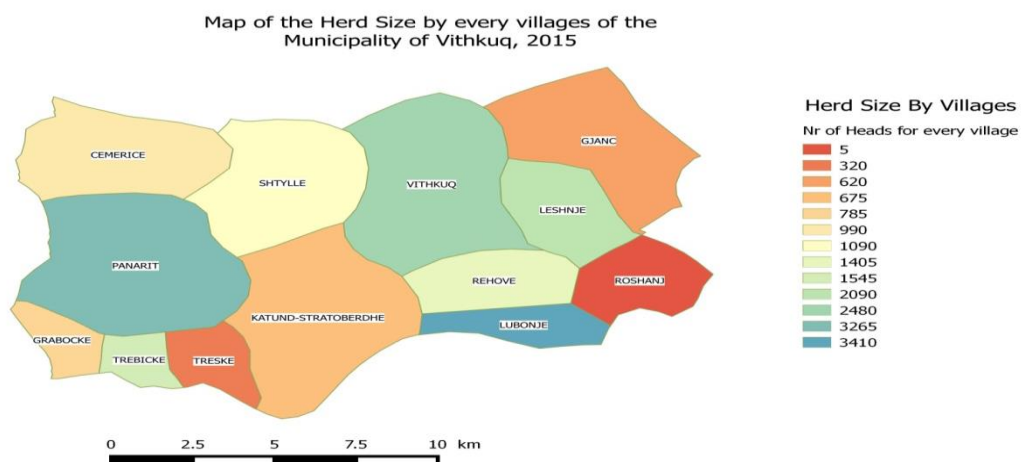 Map of the Herd Size by every villages of the
Municipality of Vithkuq, 2015
GJANC
CEMERICE
SHTYLLE
VITHKUQ
LESHNJE
PANARIT
REHOVE
ROSHANJ
KATUND-STRATOBERDHE
LUBONJE
GRABOCKE
TREBICKE
TRESKE
Herd Size By Villages
Nr of Heads for every village
5
320
620
675
785
990
1090
1405
1545
2090
2480
3265
3410
0 2.5 5 7.5 10 km